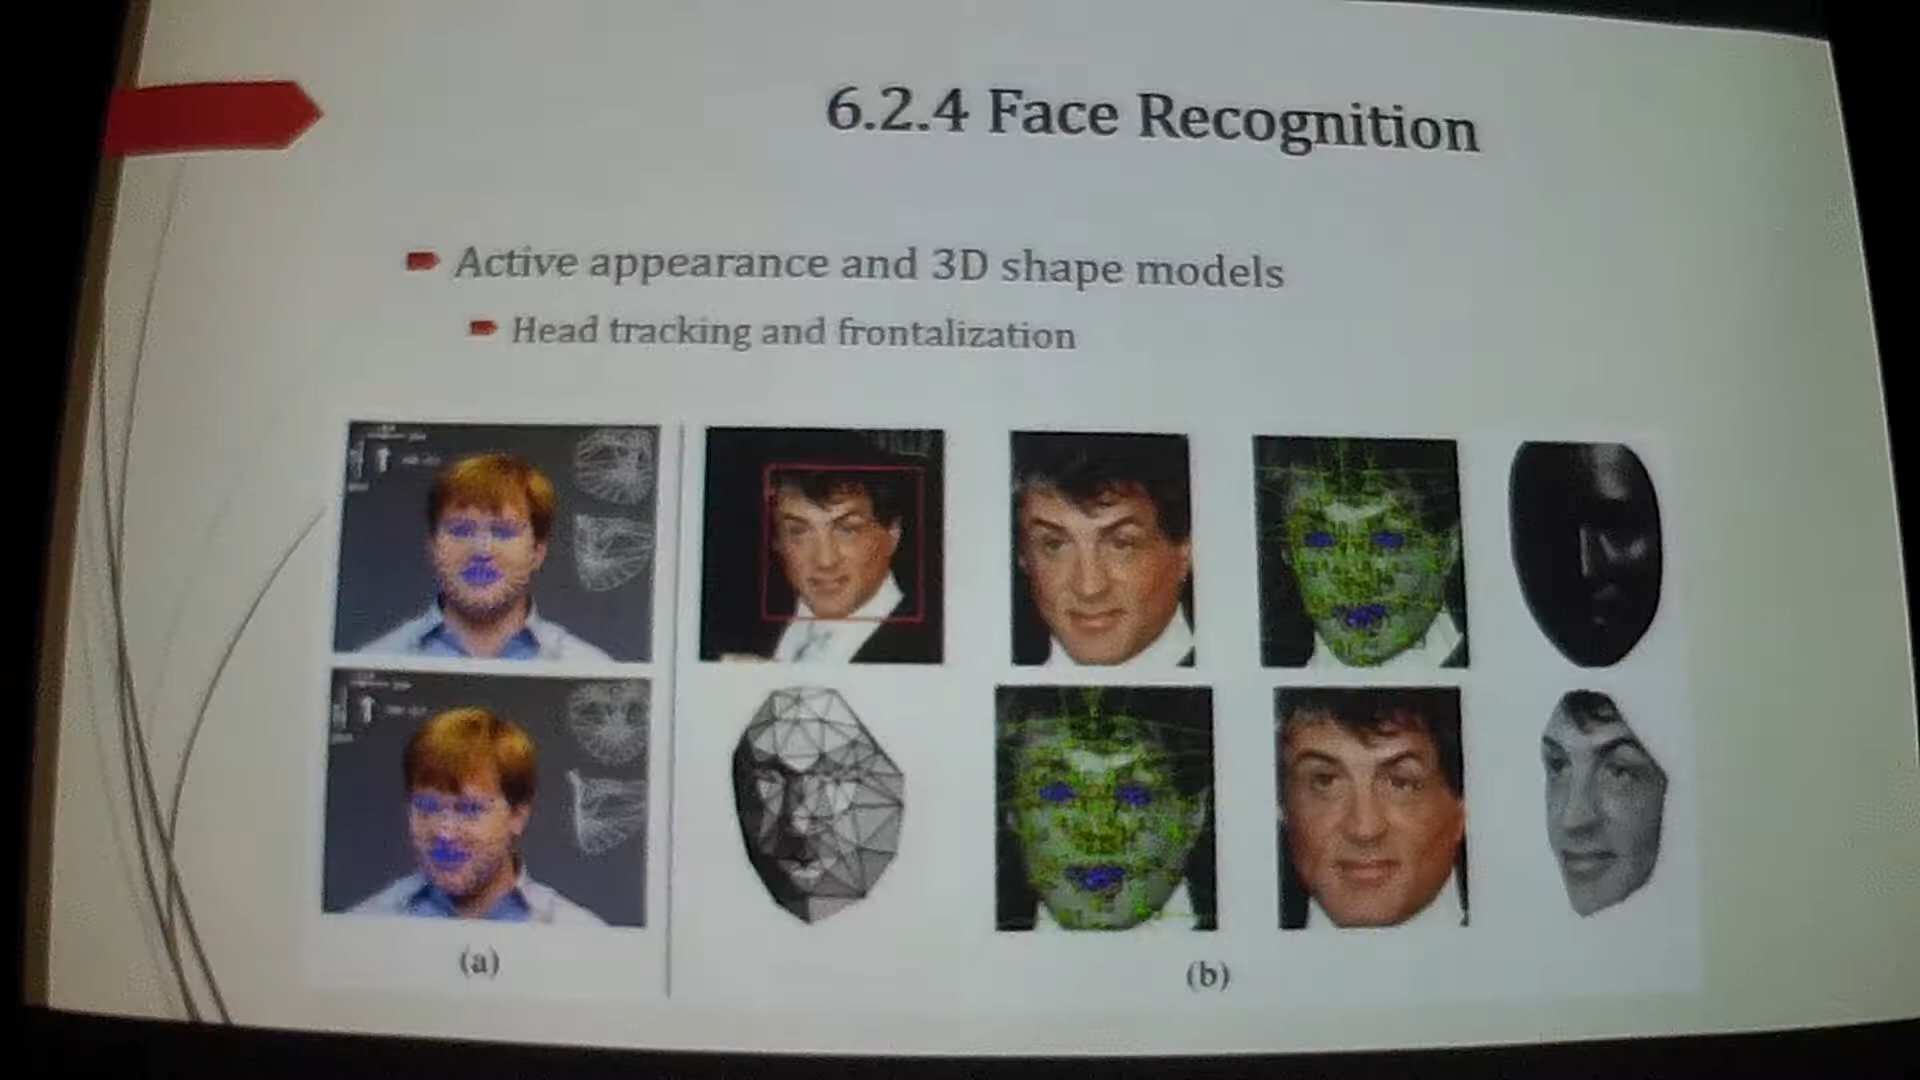 6.2.4 Face Recognition
Active appearance and 3D shape models
Head tracking and frontalization
(a)
(b)